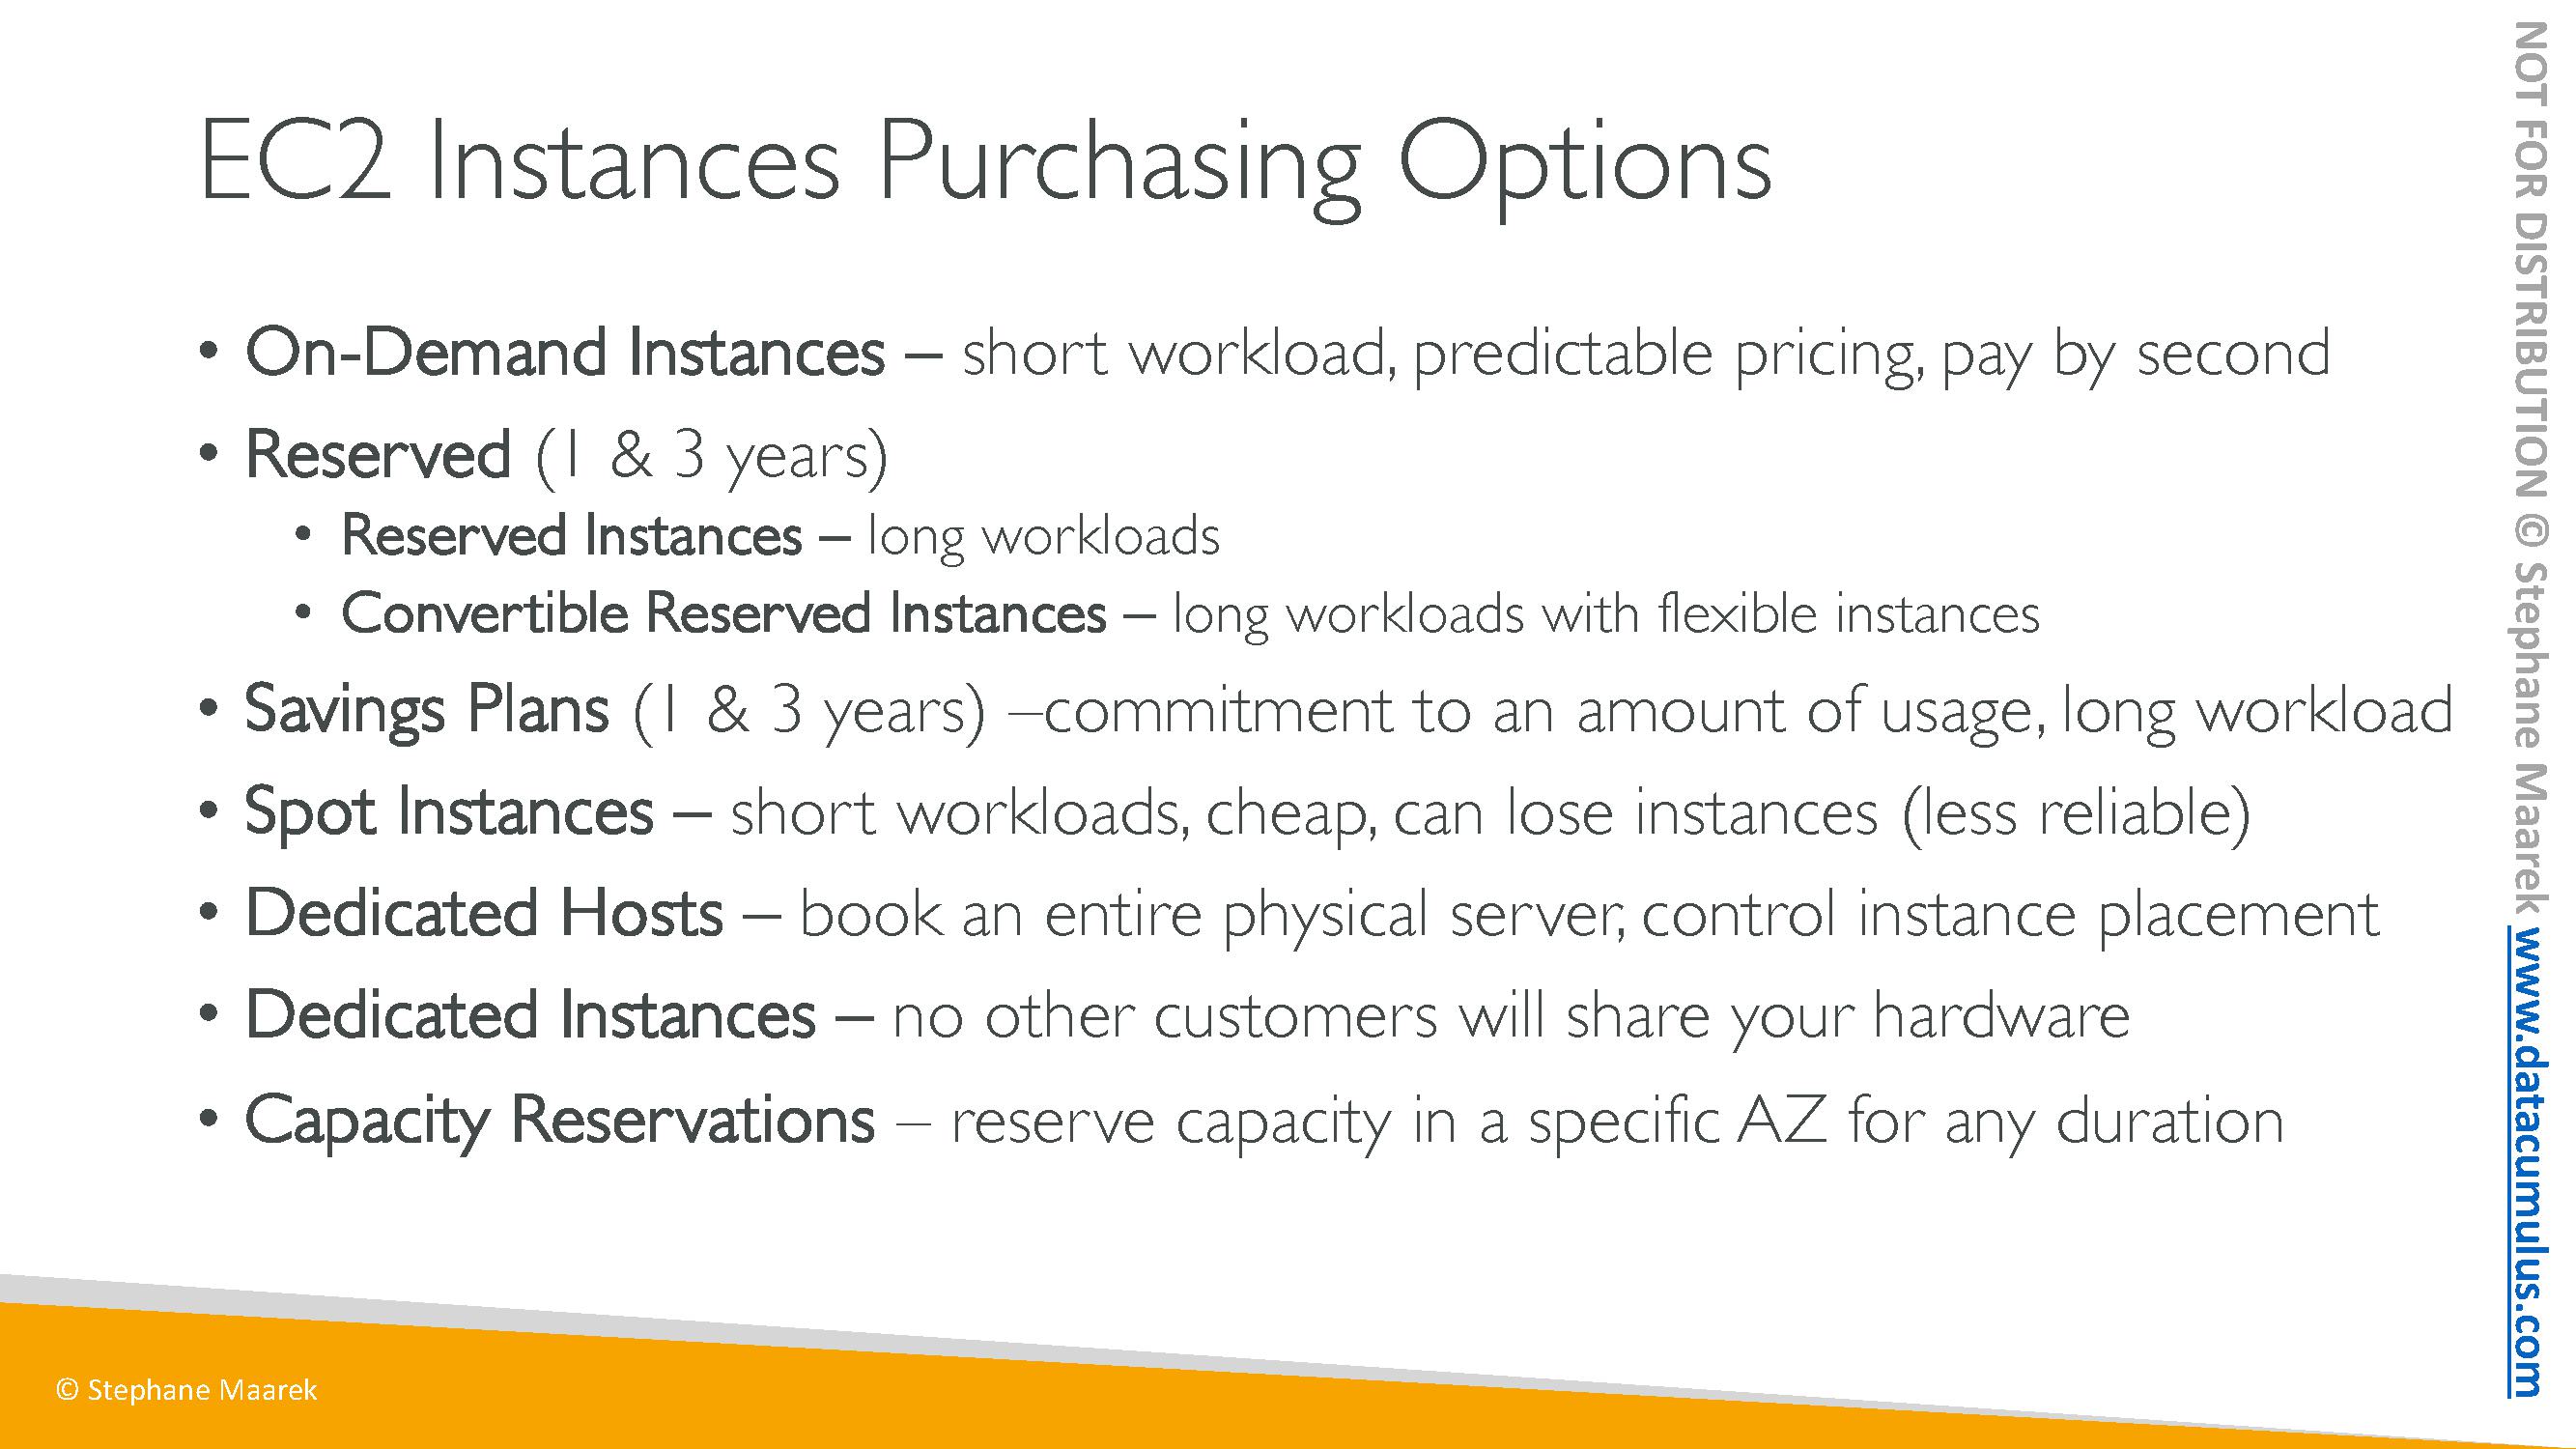 EC2 Instances Purchasing Options
• On-Demand Instances – short workload, predictable pricing, pay by second
• Reserved (1 & 3 years)
• Reserved Instances – long workloads
• Convertible Reserved Instances – long workloads with flexible instances
• Savings Plans (1 & 3 years) –commitment to an amount of usage, long workload
• Spot Instances – short workloads, cheap, can lose instances (less reliable)
• Dedicated Hosts – book an entire physical server, control instance placement
• Dedicated Instances – no other customers will share your hardware
• Capacity Reservations – reserve capacity in a specific AZ for any duration
© Stephane Maarek
NOT FOR DISTRIBUTION © Stephane Maarek www.datacumulus.com